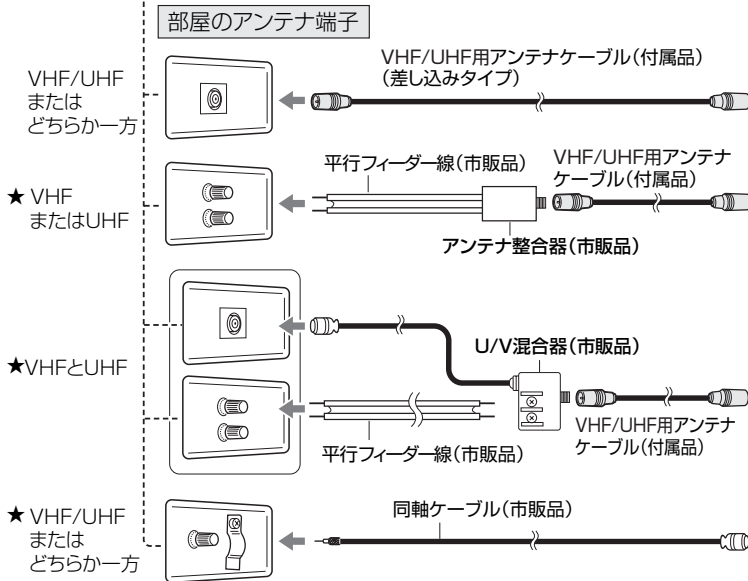 部屋のアンテナ端子
VHF/UHF
または
どちらか一方
VHF/UHF用アンテナケーブル(付属品)
(差し込みタイプ)
★ VHF
またはUHF
平行フィーダー線(市販品)
VHF/UHF用アンテナ
ケーブル(付属品)
アンテナ整合器(市販品)
★VHFとUHF
U/V混合器(市販品)
平行フィーダー線(市販品)
VHF/UHF用アンテナ
ケーブル(付属品)
★ VHF/UHF
または
どちらか一方
同軸ケーブル(市販品)